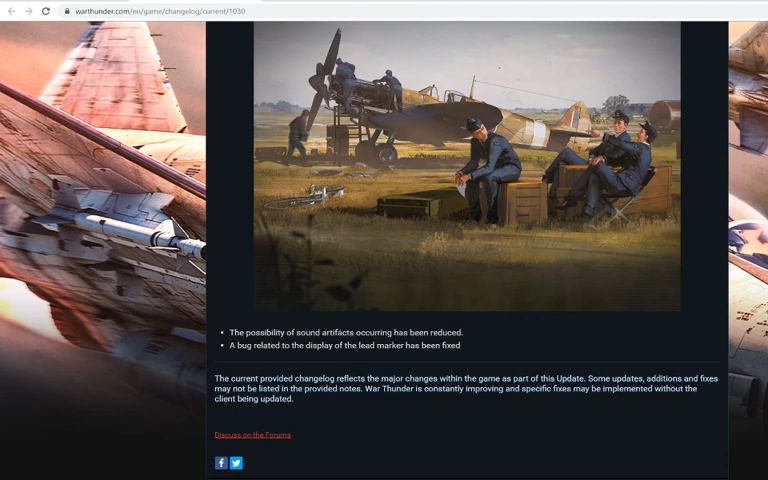 warthunder.com/en/game/changelog/current/1030
The possibility of sound artifacts occurring has been reduced.
A bug related to the display of the lead marker has been fixed
The current provided changelog reflects the major changes within the game as part of this Update. Some updates, additions and fixes
may not be listed in the provided notes. War Thunder is constantly improving and specific fixes may be implemented without the
client being updated.
Discuss on the Forums